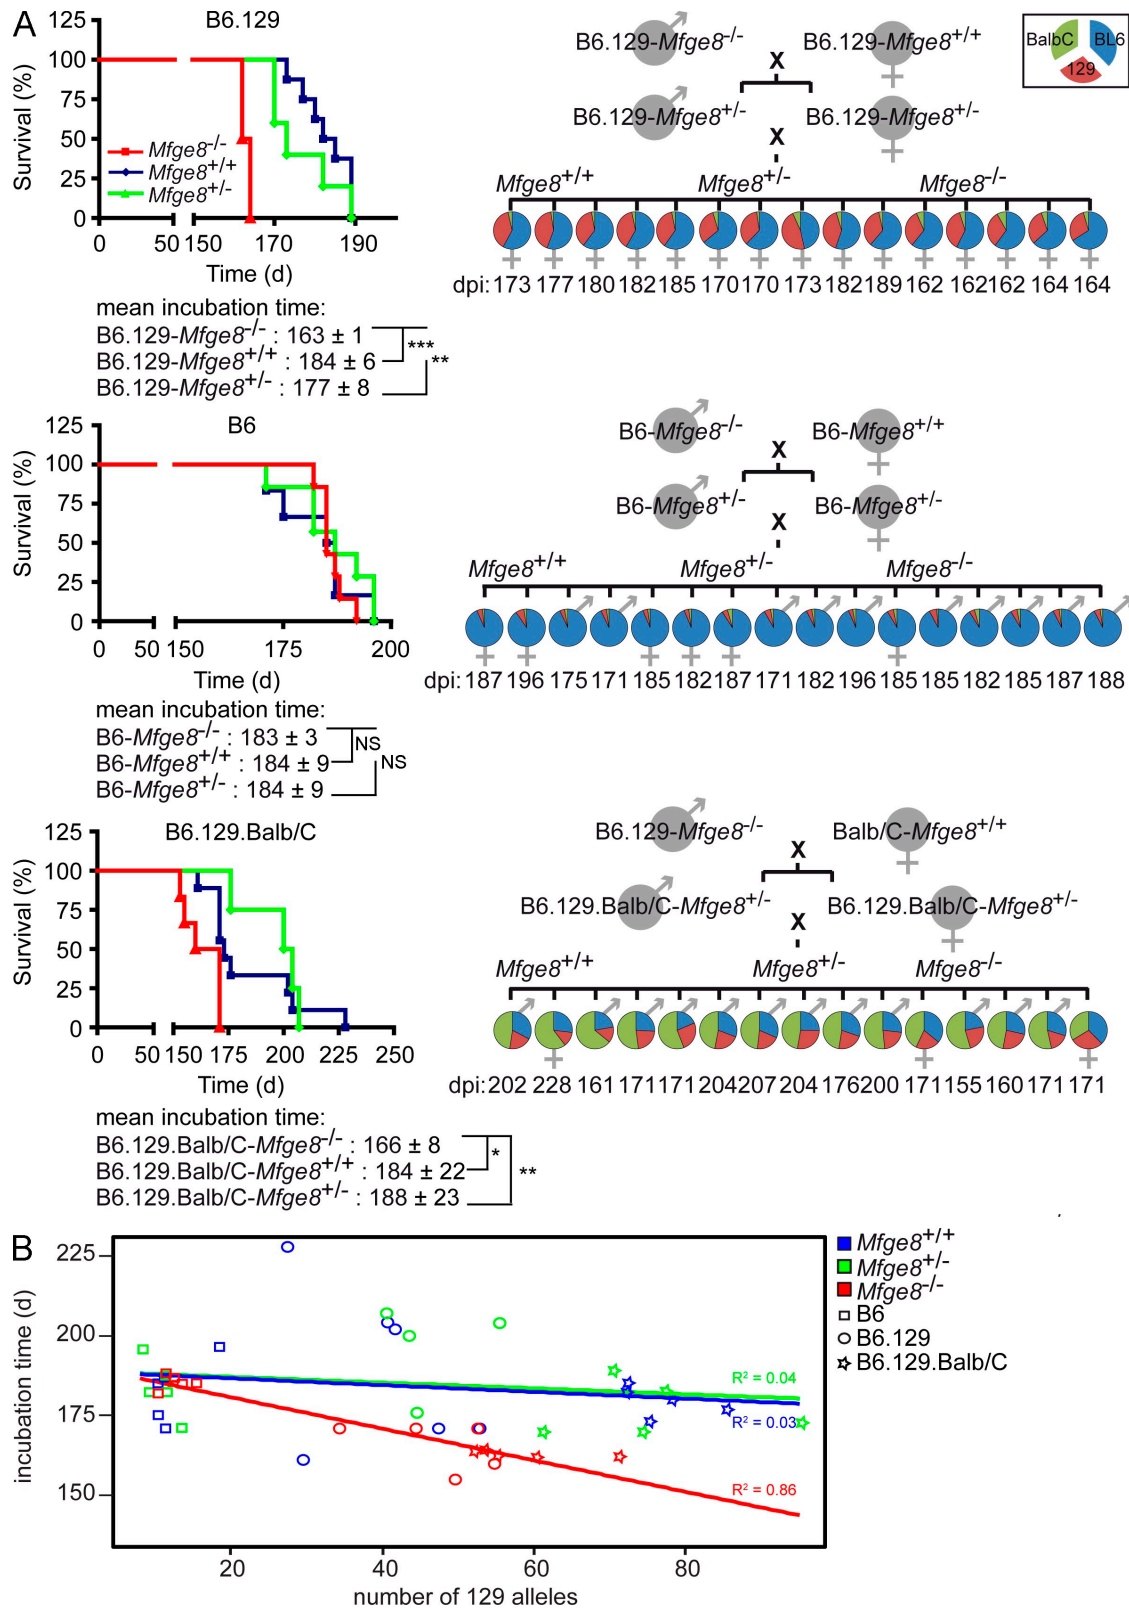 A
B6.129
125
100
75
50
25
0
Survival (%)
Mfge8-/-
Mfge8+/+
Mfge8+/-
0 50 150 170 190
Time (d)
mean incubation time:
B6.129-Mfge8-/- : 163 ± 1
B6.129-Mfge8+/+ : 184 ± 6
B6.129-Mfge8+/- : 177 ± 8
***
**
B6.129-Mfge8-/- B6.129-Mfge8+/+
X
B6.129-Mfge8+/- B6.129-Mfge8+/-
X
BalbC BL6
129
Mfge8+/+ Mfge8+/- Mfge8-/-
dpi: 173 177 180 182 185 170 170 173 182 189 162 162 162 164 164
B6
125
100
75
50
25
0
Survival (%)
0 50 150 175 200
Time (d)
mean incubation time:
B6-Mfge8-/- : 183 ± 3
B6-Mfge8+/+ : 184 ± 9
B6-Mfge8+/- : 184 ± 9
NS
NS
B6-Mfge8-/- B6-Mfge8+/+
X
B6-Mfge8+/- B6-Mfge8+/-
X
Mfge8+/+ Mfge8+/- Mfge8-/-
dpi: 187 196 175 171 185 182 187 171 182 196 185 185 182 185 187 188
B6.129.Balb/C
125
100
75
50
25
0
Survival (%)
0 50 150 175 200 225 250
Time (d)
mean incubation time:
B6.129.Balb/C-Mfge8-/- : 166 ± 8
B6.129.Balb/C-Mfge8+/+ : 184 ± 22
B6.129.Balb/C-Mfge8+/- : 188 ± 23
*
**
B6.129-Mfge8-/- Balb/C-Mfge8+/+
X
B6.129.Balb/C-Mfge8+/- B6.129.Balb/C-Mfge8+/-
X
Mfge8+/+ Mfge8+/- Mfge8-/-
dpi: 202 228 161 171 171 204 207 204 176 200 171 155 160 171 171
B
225
200
175
150
incubation time (d)
R2 = 0.04
R2 = 0.03
R2 = 0.86
20 40 60 80
number of 129 alleles
Mfge8+/+
Mfge8+/-
Mfge8-/-
B6
B6.129
B6.129.Balb/C